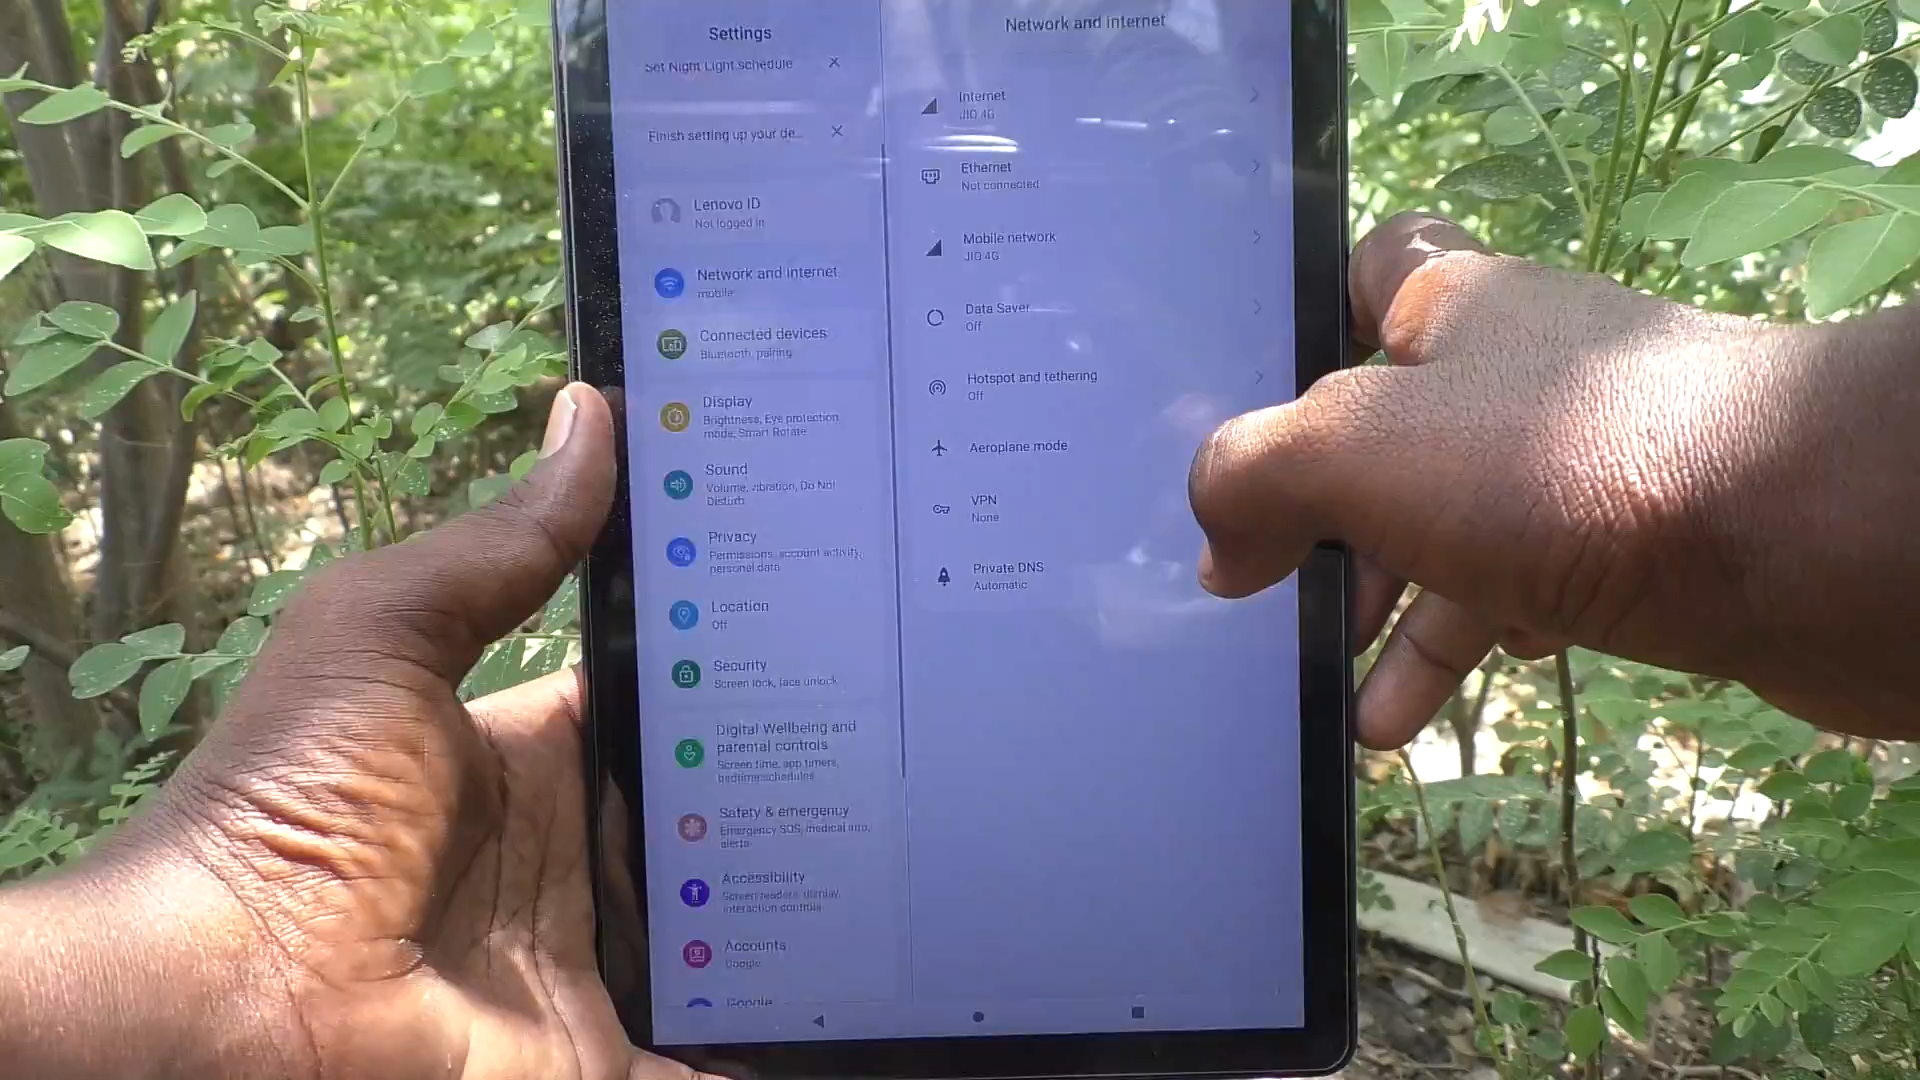 Settings
Set Night Light schedule
Finish setting up your de...
Lenovo ID
Not logged in
Network and internet
mobile
Connected devices
Bluetooth, pairing
Display
Brightness, Eye protection
mode, Smart Rotate
Sound
Volume, vibration, Do Not
Disturb
Privacy
Permissions, account activity,
personal data
Location
Off
Security
Screen lock, face unlock
Digital Wellbeing and
parental controls
Screen time, app timers,
bedtime schedules
Safety & emergency
Emergency SOS, medical info,
alerts
Accessibility
Screen readers, display,
interaction controls
Accounts
Google
Google
Network and internet
Internet
JIO 4G
Ethernet
Not connected
Mobile network
JIO 4G
Data Saver
Off
Hotspot and tethering
Off
Aeroplane mode
VPN
None
Private DNS
Automatic